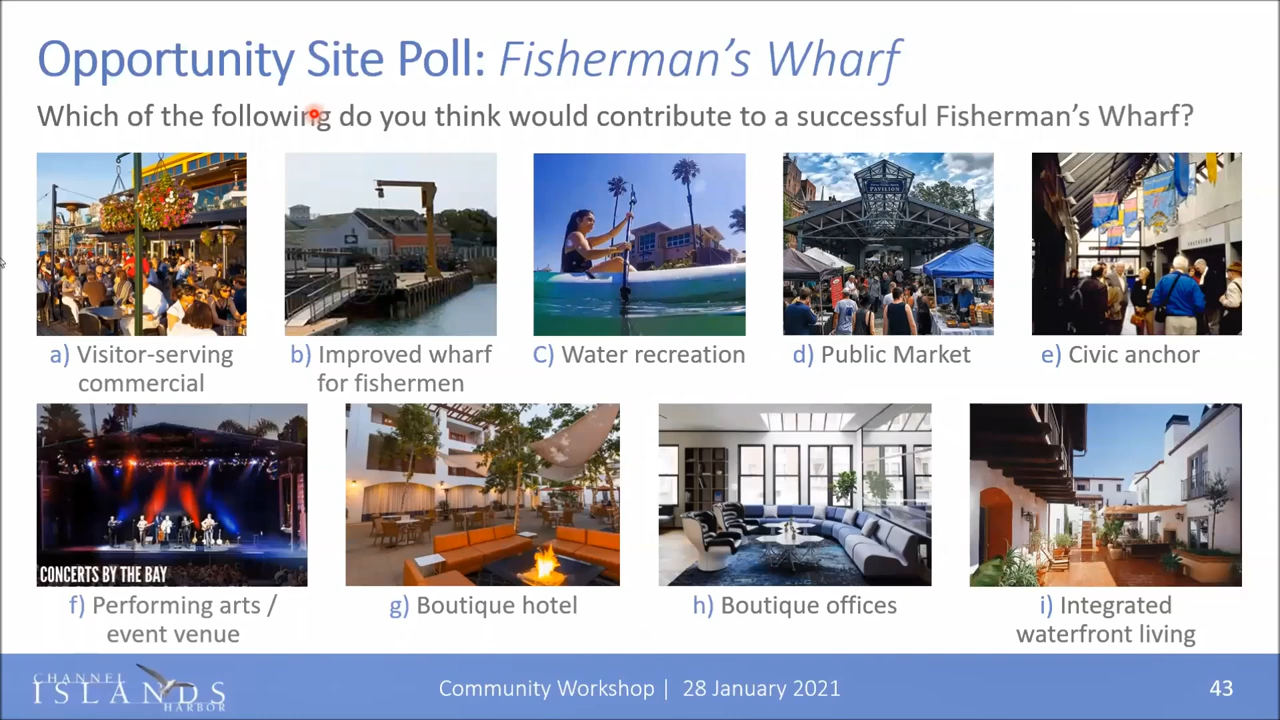 Opportunity Site Poll: Fisherman's Wharf
Which of the following do you think would contribute to a successful Fisherman's Wharf?
PAVILION
a) Visitor-serving
commercial
b) Improved wharf
for fishermen
C) Water recreation
d) Public Market
e) Civic anchor
CONCERTS BY THE BAY
f) Performing arts /
event venue
g) Boutique hotel
h) Boutique offices
i) Integrated
waterfront living
CHANNEL
ISLANDS
HARBOR
Community Workshop | 28 January 2021
43